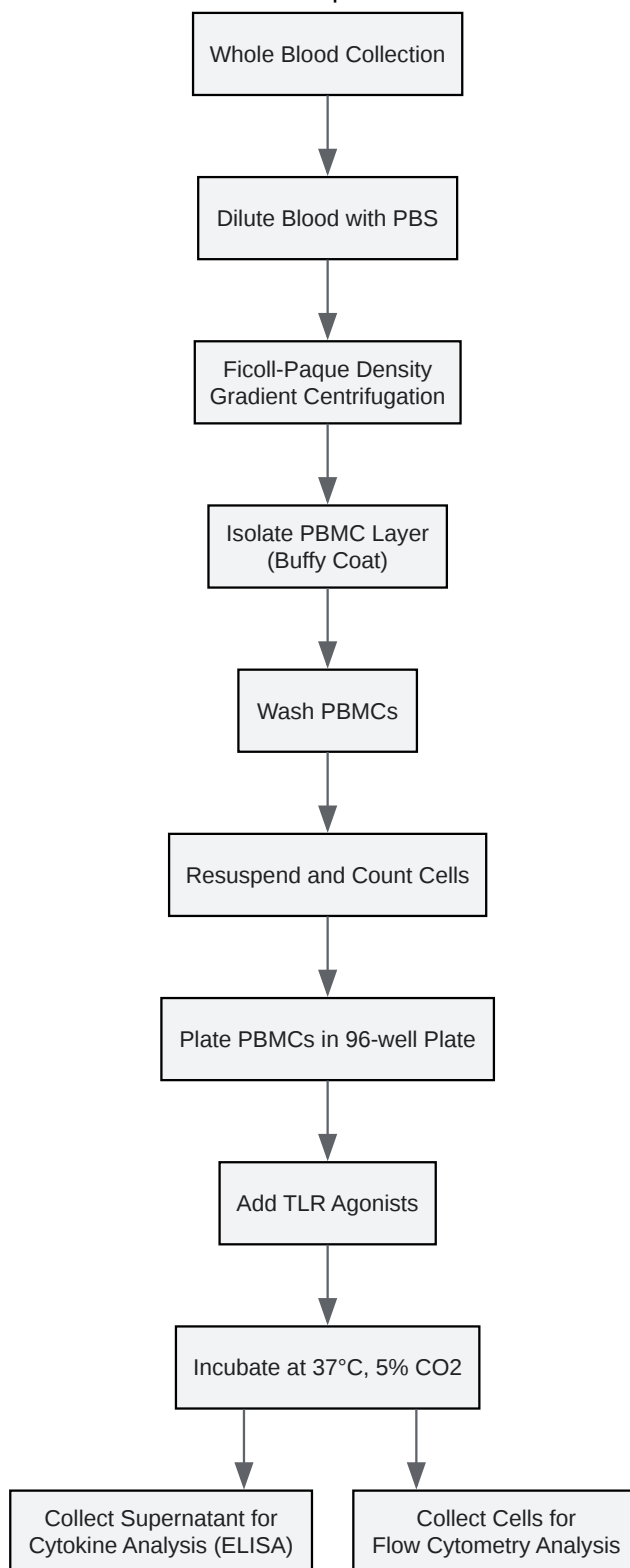 Whole Blood Collection
Dilute Blood with PBS
Ficoll-Paque Density
Gradient Centrifugation
Isolate PBMC Layer
(Buffy Coat)
Wash PBMCs
Resuspend and Count Cells
Plate PBMCs in 96-well Plate
Add TLR Agonists
Incubate at 37°C, 5% CO2
Collect Supernatant for
Cytokine Analysis (ELISA)
Collect Cells for
Flow Cytometry Analysis